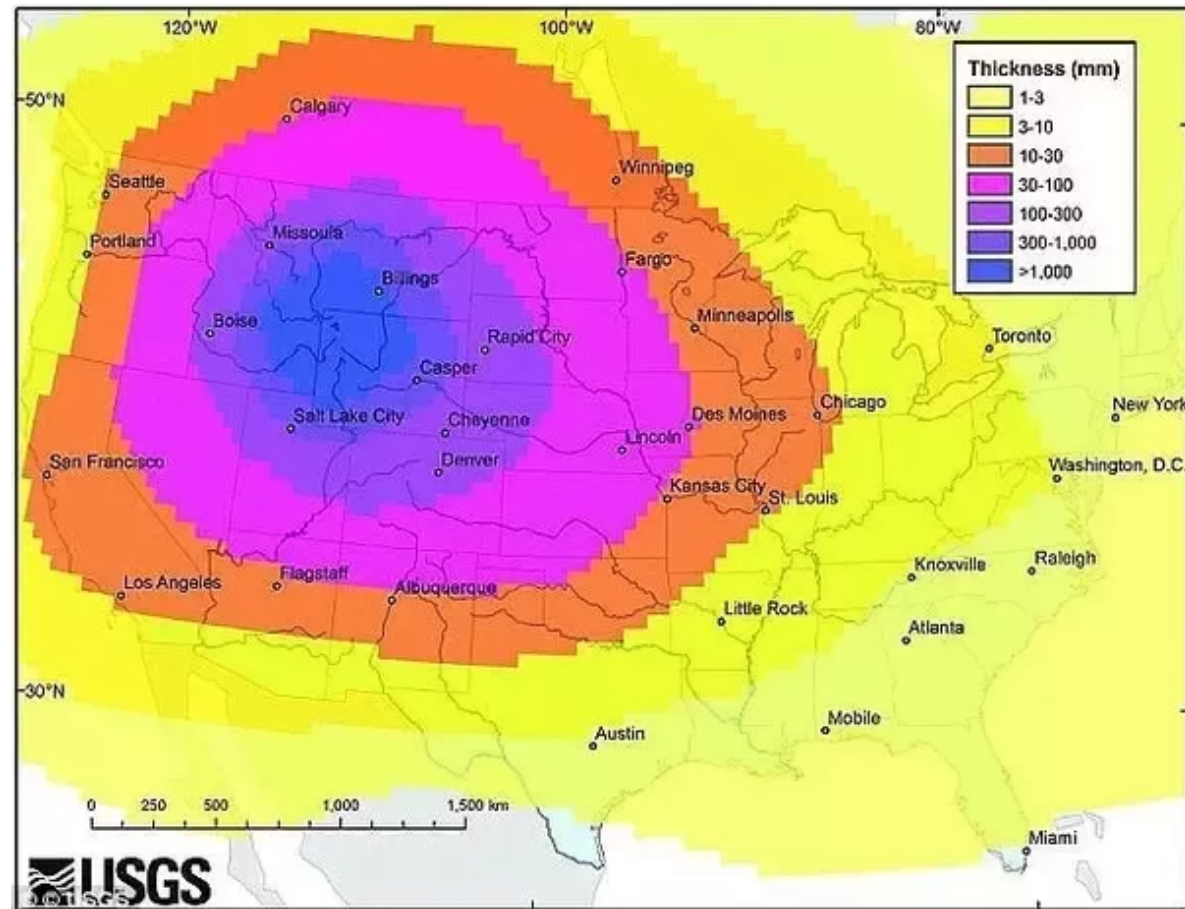 120°W
100°W
80°W
Thickness (mm)
1-3
3-10
10-30
30-100
100-300
300-1,000
>1,000
50°N
Calgary
Winnipeg
Seattle
Portland
Missoula
Fargo
Billings
Boise
Minneapolis
Rapid City
Toronto
Casper
Salt Lake City
Cheyenne
Des Moines
Chicago
New York
Lincoln
Denver
San Francisco
Washington, D.C.
Kansas City
St. Louis
Los Angeles
Flagstaff
Albuquerque
Knoxville
Raleigh
Little Rock
Atlanta
30°N
Mobile
Austin
0 250 500 1,000 1,500 km
Miami
USGS
© USGS